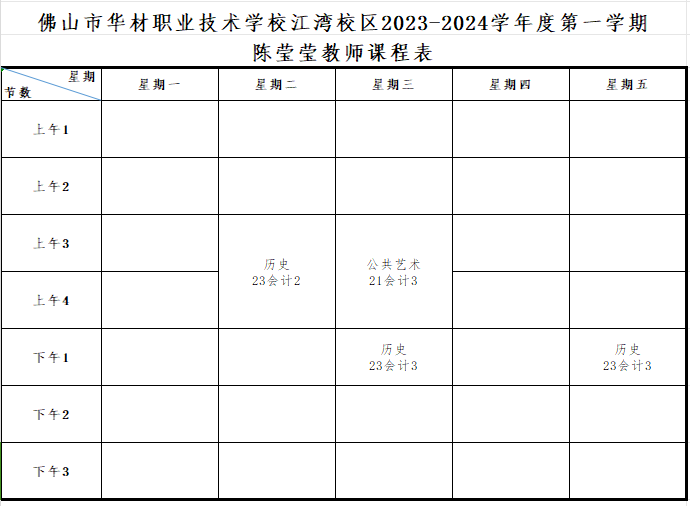 佛山市华材职业技术学校江湾校区2023-2024学年度第一学期
陈莹莹教师课程表
星期
节数
星期一 星期二 星期三 星期四 星期五
上午1
上午2
上午3
历史 公共艺术
23会计2 21会计3
上午4
下午1
历史 历史
23会计3 23会计3
下午2
下午3